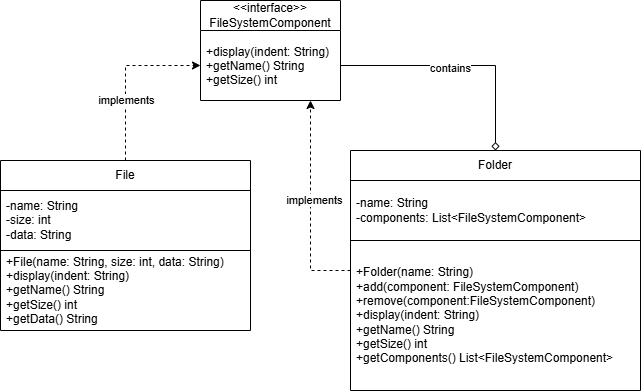 <<interface>>
FileSystemComponent
+display(indent: String)
+getName() String
+getSize() int
contains
implements
implements
File
-name: String
-size: int
-data: String
+File(name: String, size: int, data: String)
+display(indent: String)
+getName() String
+getSize() int
+getData() String
Folder
-name: String
-components: List<FileSystemComponent>
+Folder(name: String)
+add(component: FileSystemComponent)
+remove(component:FileSystemComponent)
+display(indent: String)
+getName() String
+getSize() int
+getComponents() List<FileSystemComponent>